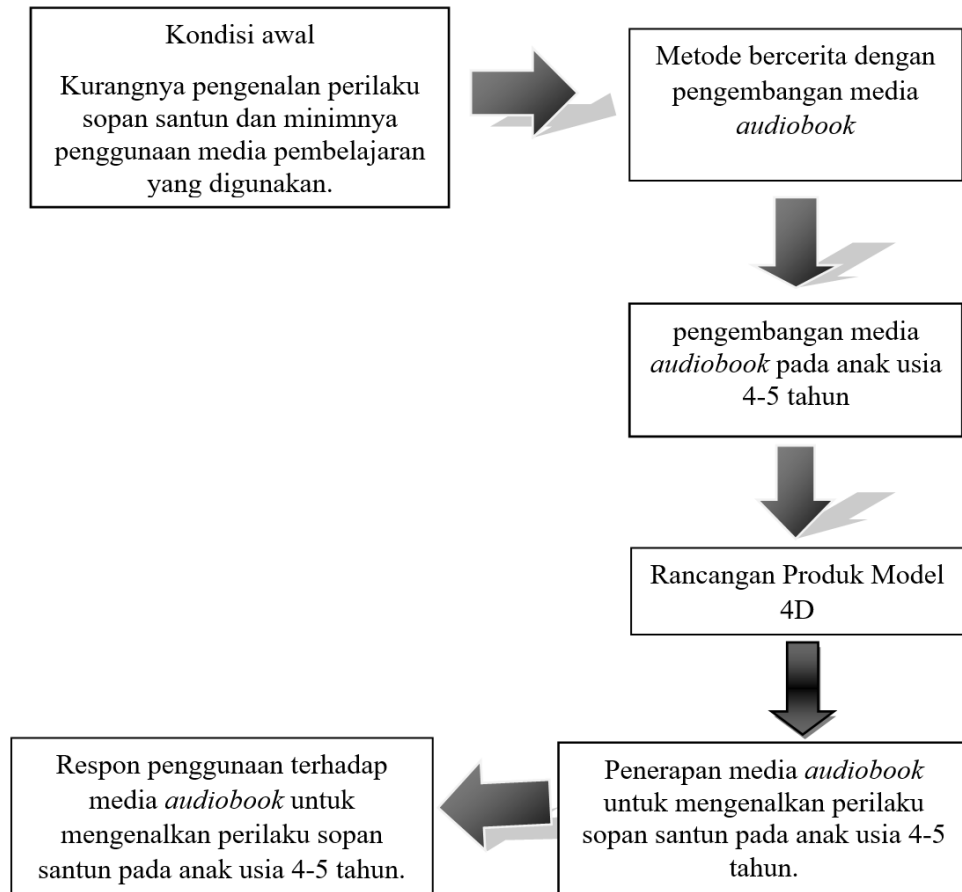 Kondisi awal
Kurangnya pengenalan perilaku
sopan santun dan minimnya
penggunaan media pembelajaran
yang digunakan.
Metode bercerita dengan
pengembangan media
audiobook
pengembangan media
audiobook pada anak usia
4-5 tahun
Rancangan Produk Model
4D
Penerapan media audiobook
untuk mengenalkan perilaku
sopan santun pada anak usia 4-5
tahun.
Respon penggunaan terhadap
media audiobook untuk
mengenalkan perilaku sopan
santun pada anak usia 4-5 tahun.